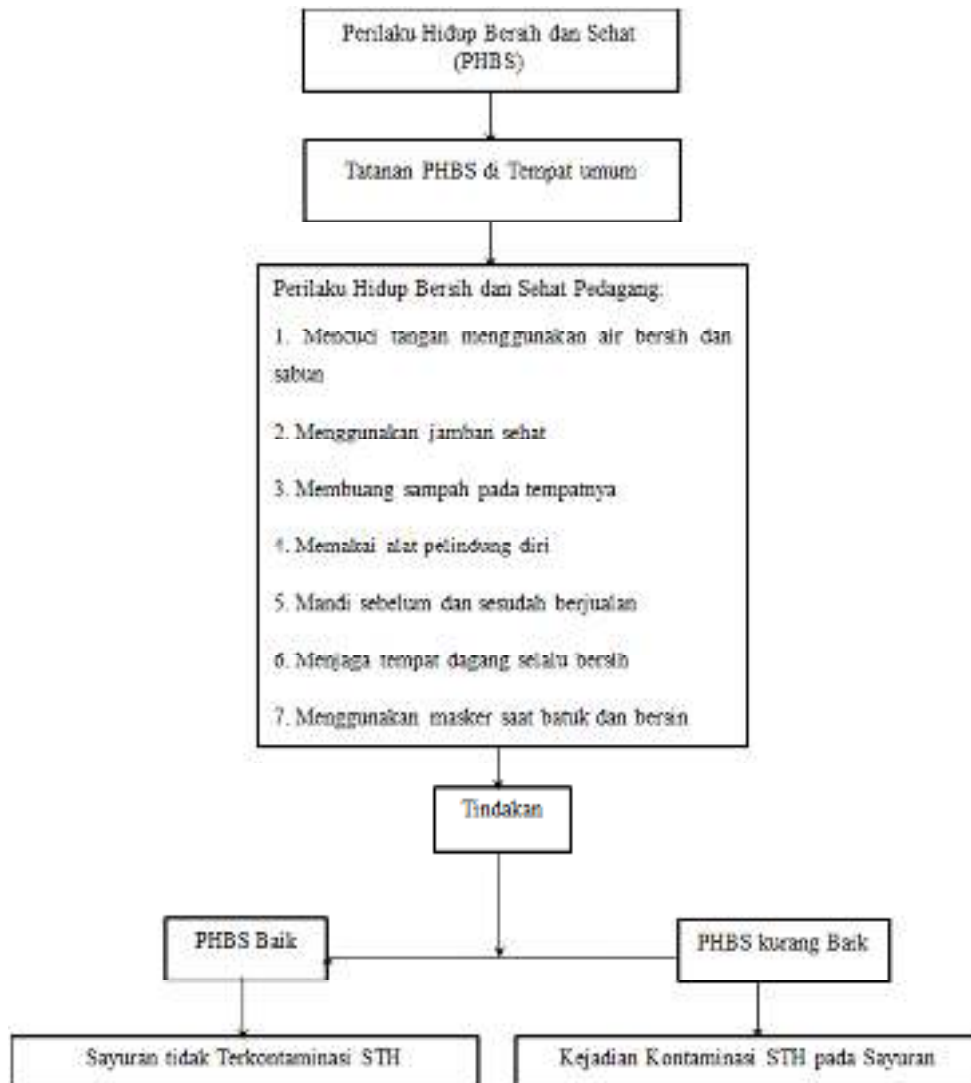 Perilaku Hidup Bersih dan Sehat
(PHBS)
Tatanan PHBS di Tempat umum
Perilaku Hidup Bersih dan Sehat Pedagang:
1. Mencuci tangan menggunakan air bersih dan
sabun
2. Menggunakan jamban sehat
3. Membuang sampah pada tempatnya
4. Memakai alat pelindung diri
5. Mandi sebelum dan sesudah berjualan
6. Menjaga tempat dagang selalu bersih
7. Menggunakan masker saat batuk dan bersin
Tindakan
PHBS Baik
PHBS kurang Baik
Sayuran tidak Terkontaminasi STH
Kejadian Kontaminasi STH pada Sayuran